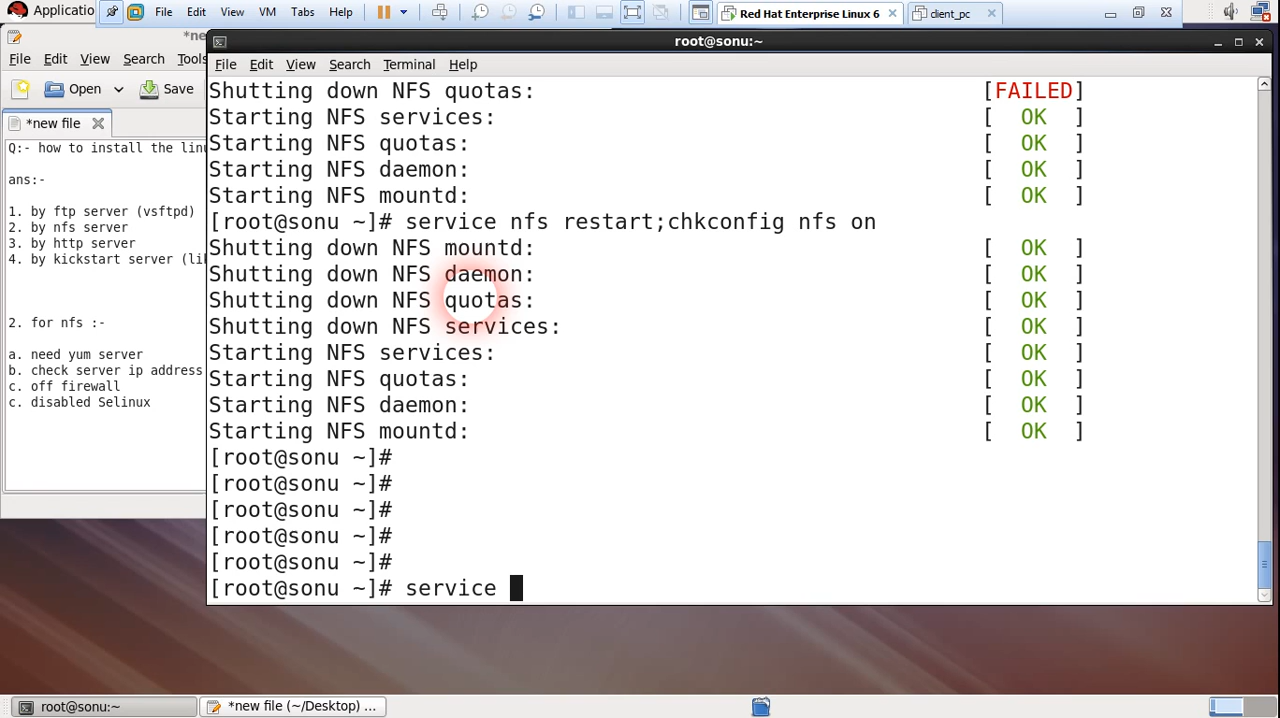 Applicatio
File Edit View VM Tabs Help
Red Hat Enterprise Linux 6
client_pc
*ne
File Edit View Search Tools
Open Save
*new file
Q:- how to install the linu
ans:-
1. by ftp server (vsftpd)
2. by nfs server
3. by http server
4. by kickstart server (li
2. for nfs :-
a. need yum server
b. check server ip address
c. off firewall
c. disabled Selinux
root@sonu:~
File Edit View Search Terminal Help
Shutting down NFS quotas: [FAILED]
Starting NFS services: [ OK ]
Starting NFS quotas: [ OK ]
Starting NFS daemon: [ OK ]
Starting NFS mountd: [ OK ]
[root@sonu ~]# service nfs restart;chkconfig nfs on
Shutting down NFS mountd: [ OK ]
Shutting down NFS daemon: [ OK ]
Shutting down NFS quotas: [ OK ]
Shutting down NFS services: [ OK ]
Starting NFS services: [ OK ]
Starting NFS quotas: [ OK ]
Starting NFS daemon: [ OK ]
Starting NFS mountd: [ OK ]
[root@sonu ~]#
[root@sonu ~]#
[root@sonu ~]#
[root@sonu ~]#
[root@sonu ~]#
[root@sonu ~]# service
root@sonu:~
*new file (~/Desktop) ...